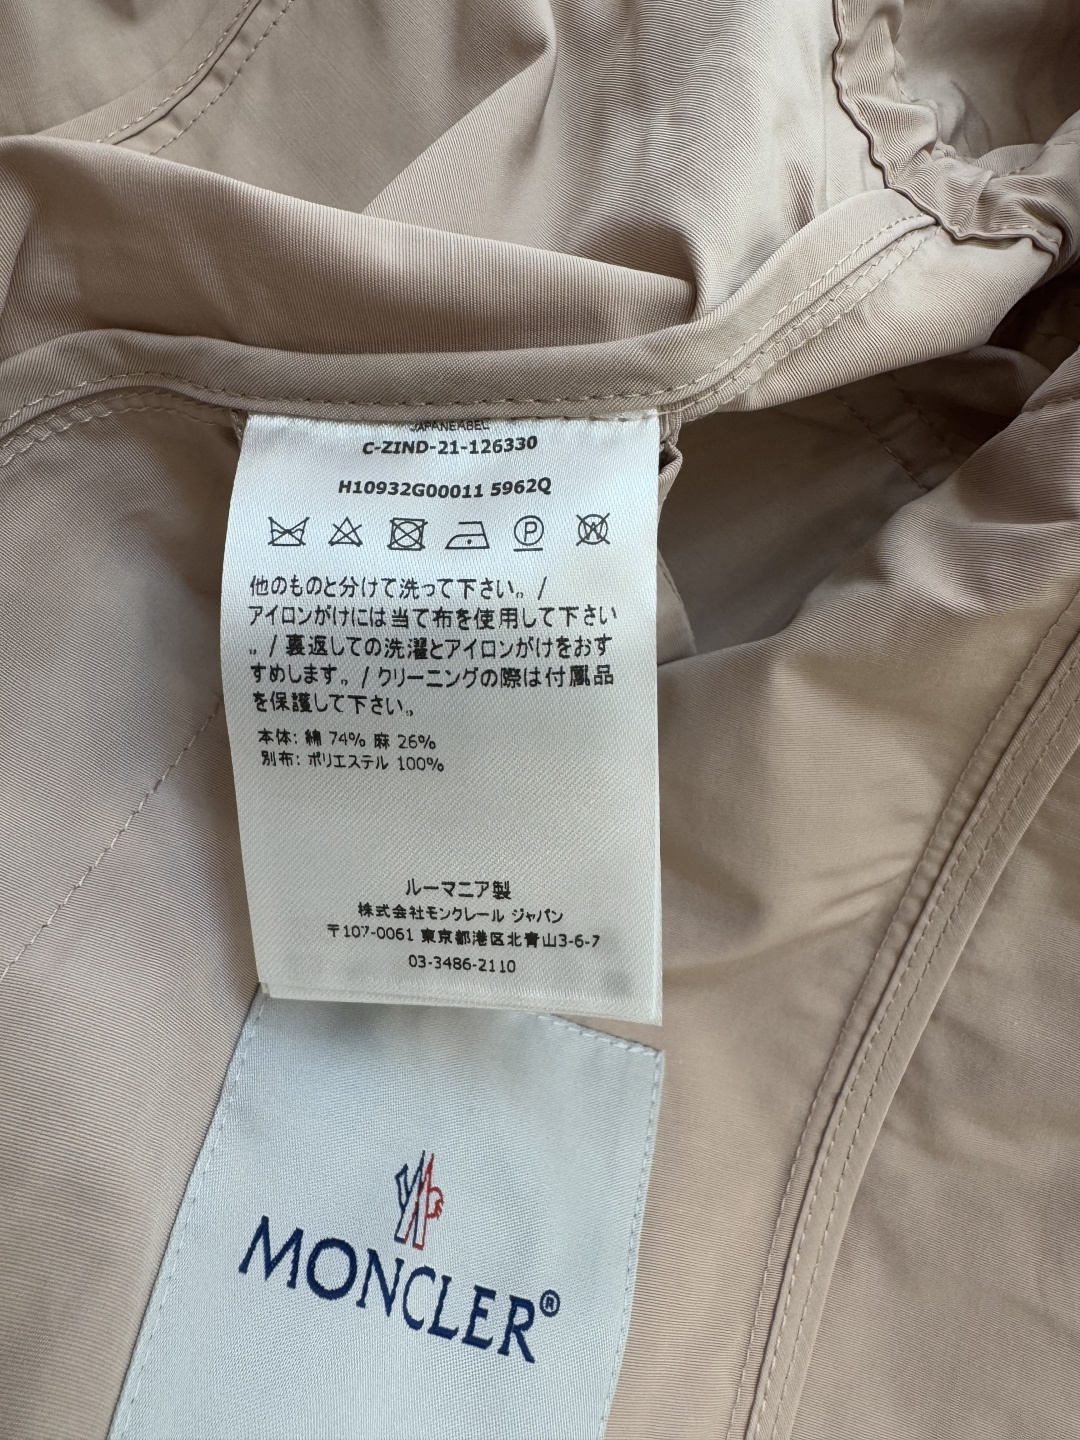 JAPANEABEL
C-ZIND-21-126330
H10932G00011 5962Q
P
W
他のものと分けて洗って下さい。/
アイロンがけには当て布を使用して下さい
。/ 裏返しての洗濯とアイロンがけをおす
すめします。/ クリーニングの際は付属品
を保護して下さい。
本体: 綿 74% 麻 26%
別布: ポリエステル 100%
ルーマニア製
株式会社モンクレール ジャパン
〒107-0061 東京都港区北青山3-6-7
03-3486-2110
MONCLER®